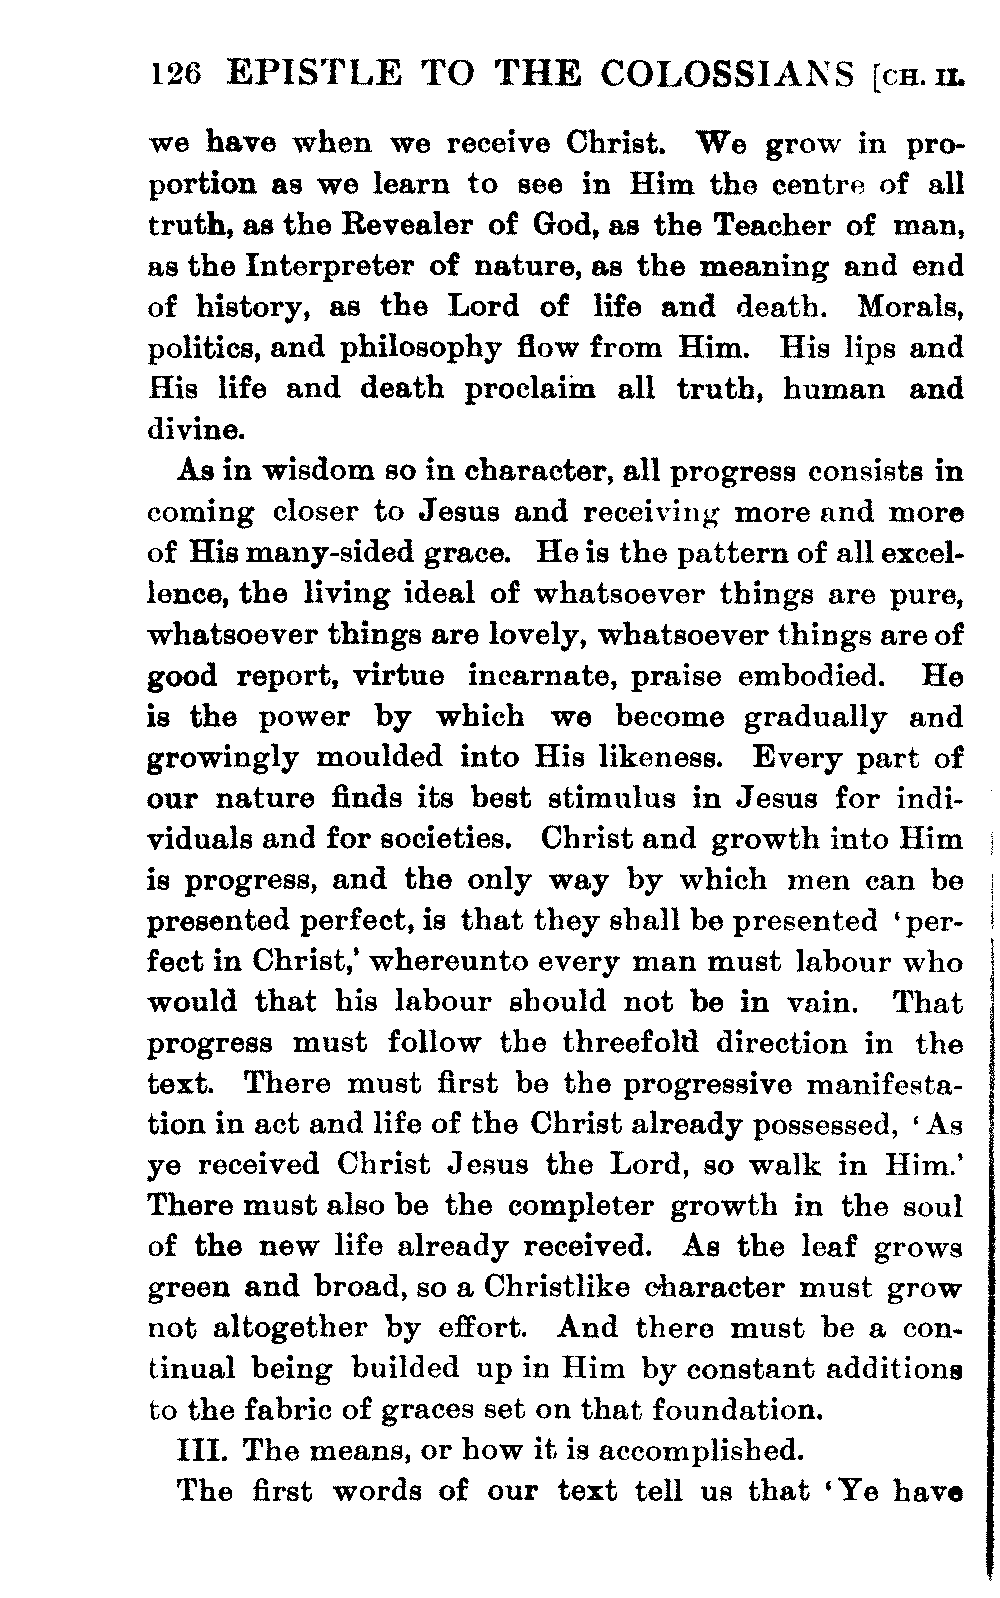 126 EPISTLE TO THE COLOSSIANS [CH. II.
we have when we receive Christ. We grow in pro-
portion as we learn to see in Him the centre of all
truth, as the Revealer of God, as the Teacher of man,
as the Interpreter of nature, as the meaning and end
of history, as the Lord of life and death. Morals,
politics, and philosophy flow from Him. His lips and
His life and death proclaim all truth, human and
divine.
As in wisdom so in character, all progress consists in
coming closer to Jesus and receiving more and more
of His many-sided grace. He is the pattern of all excel-
lence, the living ideal of whatsoever things are pure,
whatsoever things are lovely, whatsoever things are of
good report, virtue incarnate, praise embodied. He
is the power by which we become gradually and
growingly moulded into His likeness. Every part of
our nature finds its best stimulus in Jesus for indi-
viduals and for societies. Christ and growth into Him
is progress, and the only way by which men can be
presented perfect, is that they shall be presented ‘per-
fect in Christ,’ whereunto every man must labour who
would that his labour should not be in vain. That
progress must follow the threefold direction in the
text. There must first be the progressive manifesta-
tion in act and life of the Christ already possessed, ‘As
ye received Christ Jesus the Lord, so walk in Him.’
There must also be the completer growth in the soul
of the new life already received. As the leaf grows
green and broad, so a Christlike character must grow
not altogether by effort. And there must be a con-
tinual being builded up in Him by constant additions
to the fabric of graces set on that foundation.
III. The means, or how it is accomplished.
The first words of our text tell us that ‘Ye have